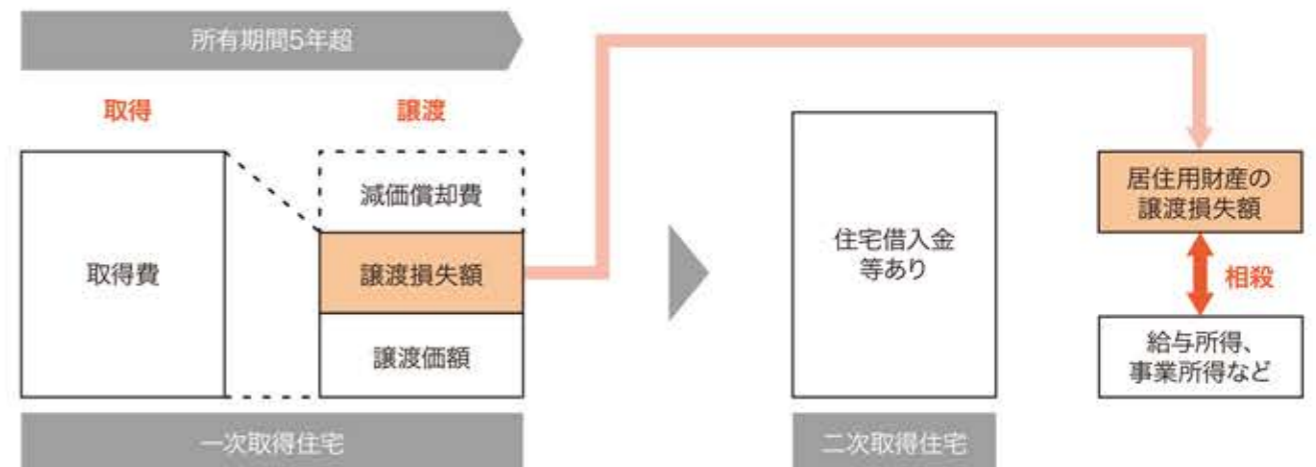 所有期間5年超
取得
譲渡
取得費
減価償却費
譲渡損失額
譲渡価額
一次取得住宅
住宅借入金
等あり
二次取得住宅
居住用財産の
譲渡損失額
相殺
給与所得、
事業所得など